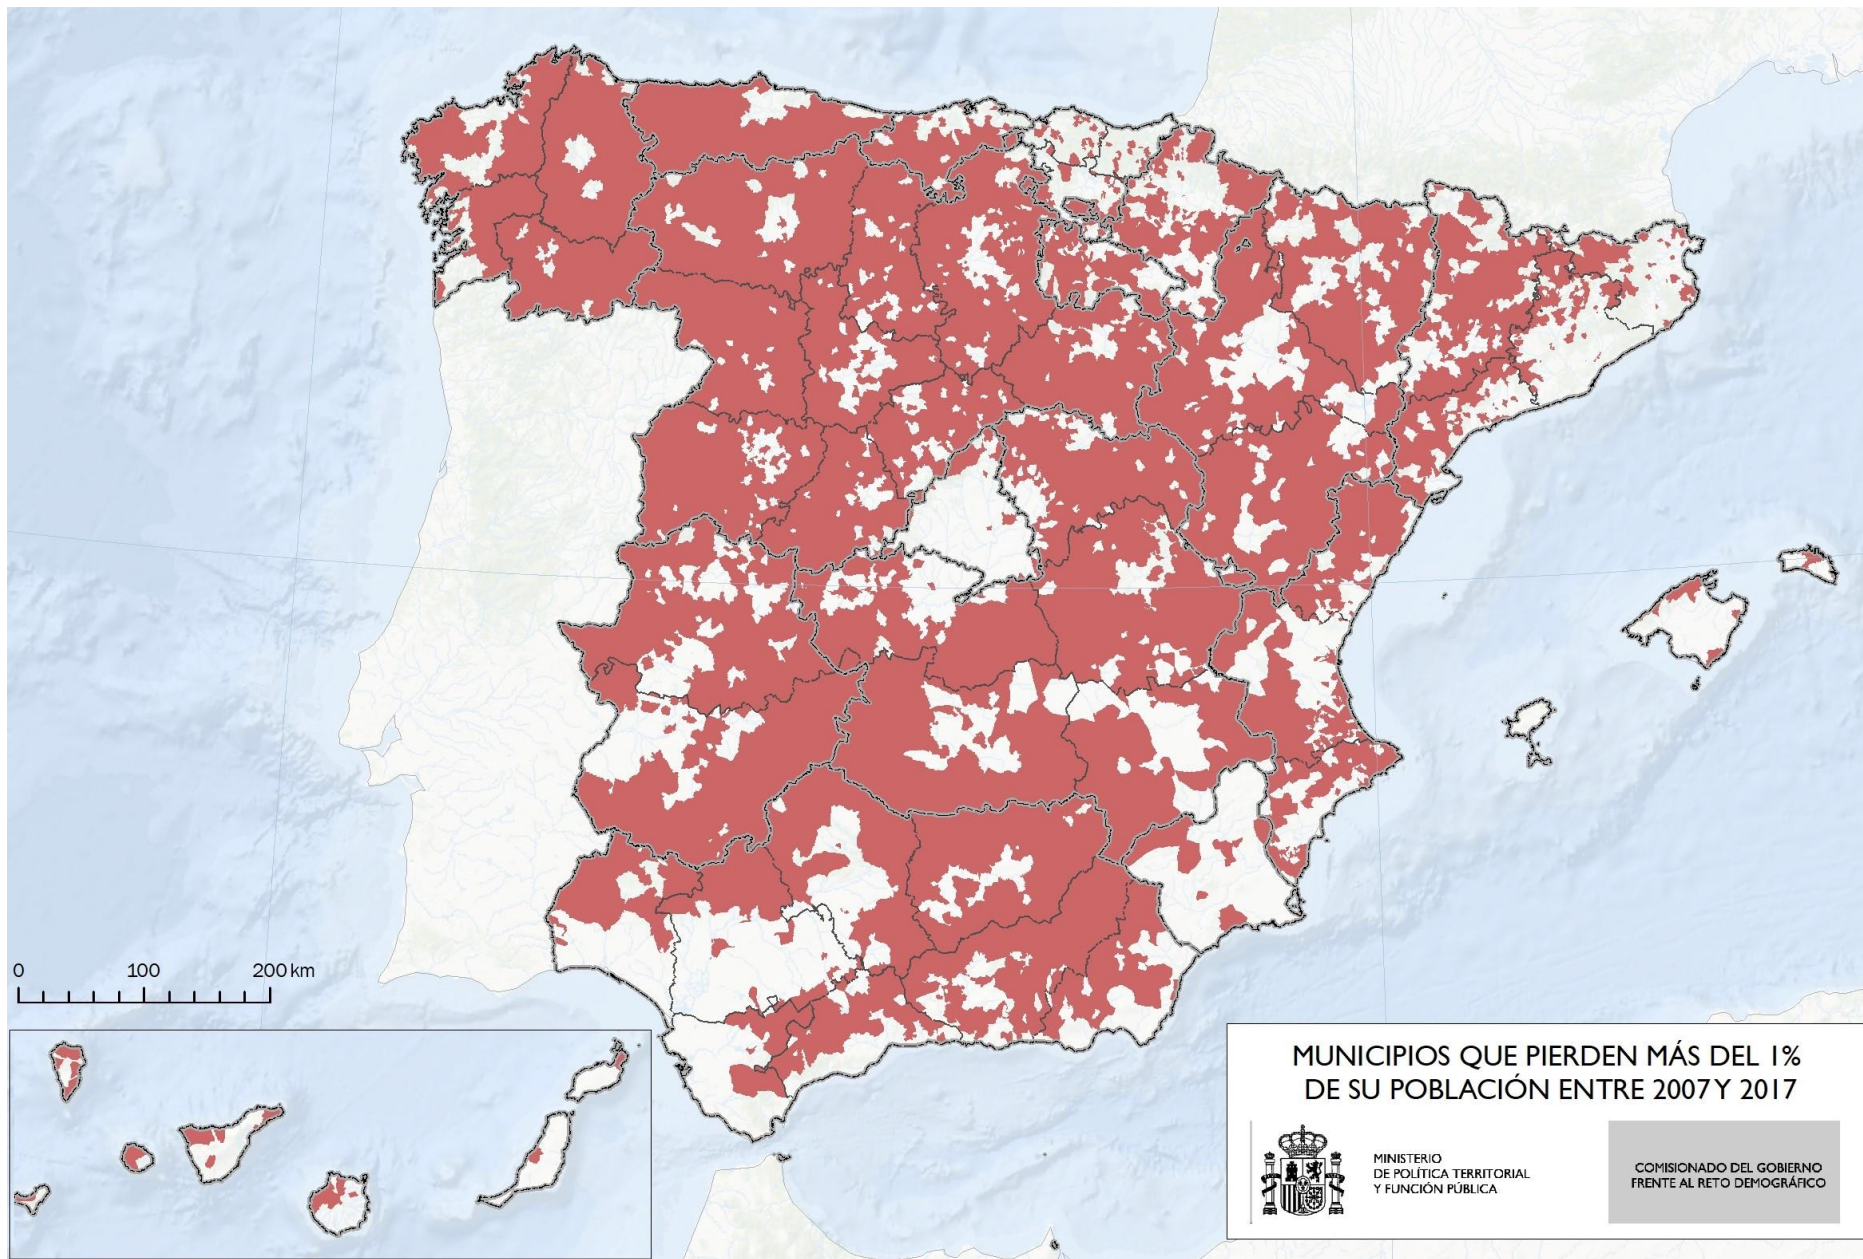 0 100 200 km
MUNICIPIOS QUE PIERDEN MÁS DEL 1%
DE SU POBLACIÓN ENTRE 2007 Y 2017
MINISTERIO
DE POLÍTICA TERRITORIAL
Y FUNCIÓN PÚBLICA
COMISIONADO DEL GOBIERNO
FRENTE AL RETO DEMOGRÁFICO